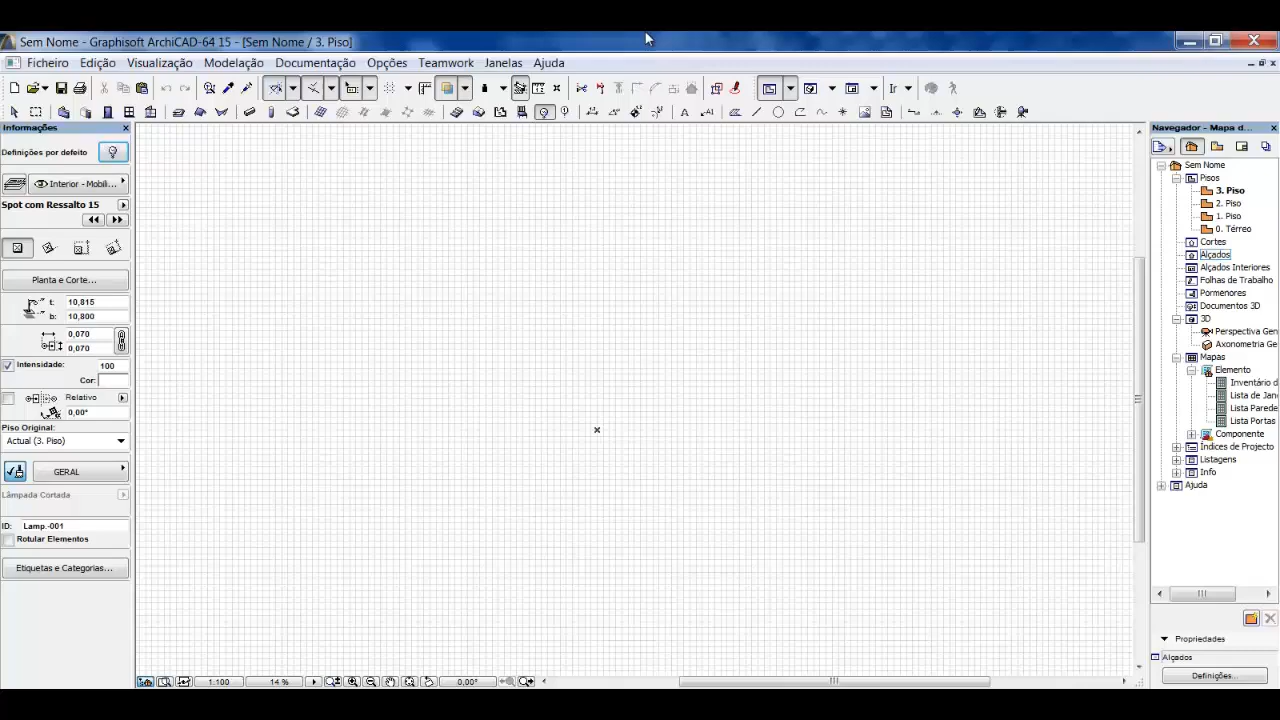 Sem Nome - Graphisoft ArchiCAD-64 15 - [Sem Nome / 3. Piso]
Ficheiro Edição Visualização Modelação Documentação Opções Teamwork Janelas Ajuda
Informações
Definições por defeito
Interior - Mobili...
Spot com Ressalto 15
Planta e Corte...
t: 10,815
b: 10,800
0,070
0,070
Intensidade: 100
Cor:
Relativo
0,00°
Piso Original:
Actual (3. Piso)
GERAL
Lâmpada Cortada
ID: Lamp.-001
Rotular Elementos
Etiquetas e Categorias...
1:100
14 %
0,00°
Navegador - Mapa d...
Sem Nome
Pisos
3. Piso
2. Piso
1. Piso
0. Térreo
Cortes
Alçados
Alçados Interiores
Folhas de Trabalho
Pormenores
Documentos 3D
3D
Perspectiva Gen
Axonometria Ge
Mapas
Elemento
Inventário d
Lista de Jan
Lista Parede
Lista Portas
Componente
Índices de Projecto
Listagens
Info
Ajuda
Propriedades
Alçados
Definições...